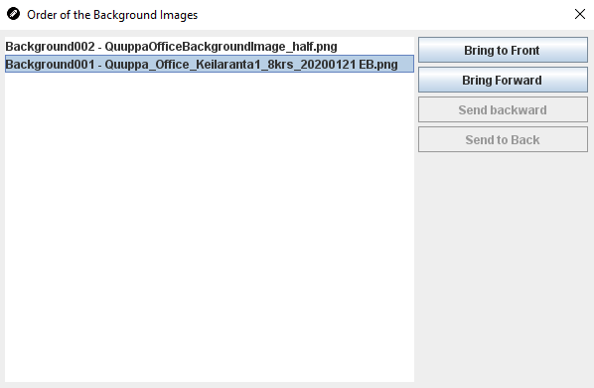 Order of the Background Images
Background002 - QuuppaOfficeBackgroundImage_half.png
Background001 - Quuppa_Office_Keilaranta1_8krs_20200121 EB.png
Bring to Front
Bring Forward
Send backward
Send to Back